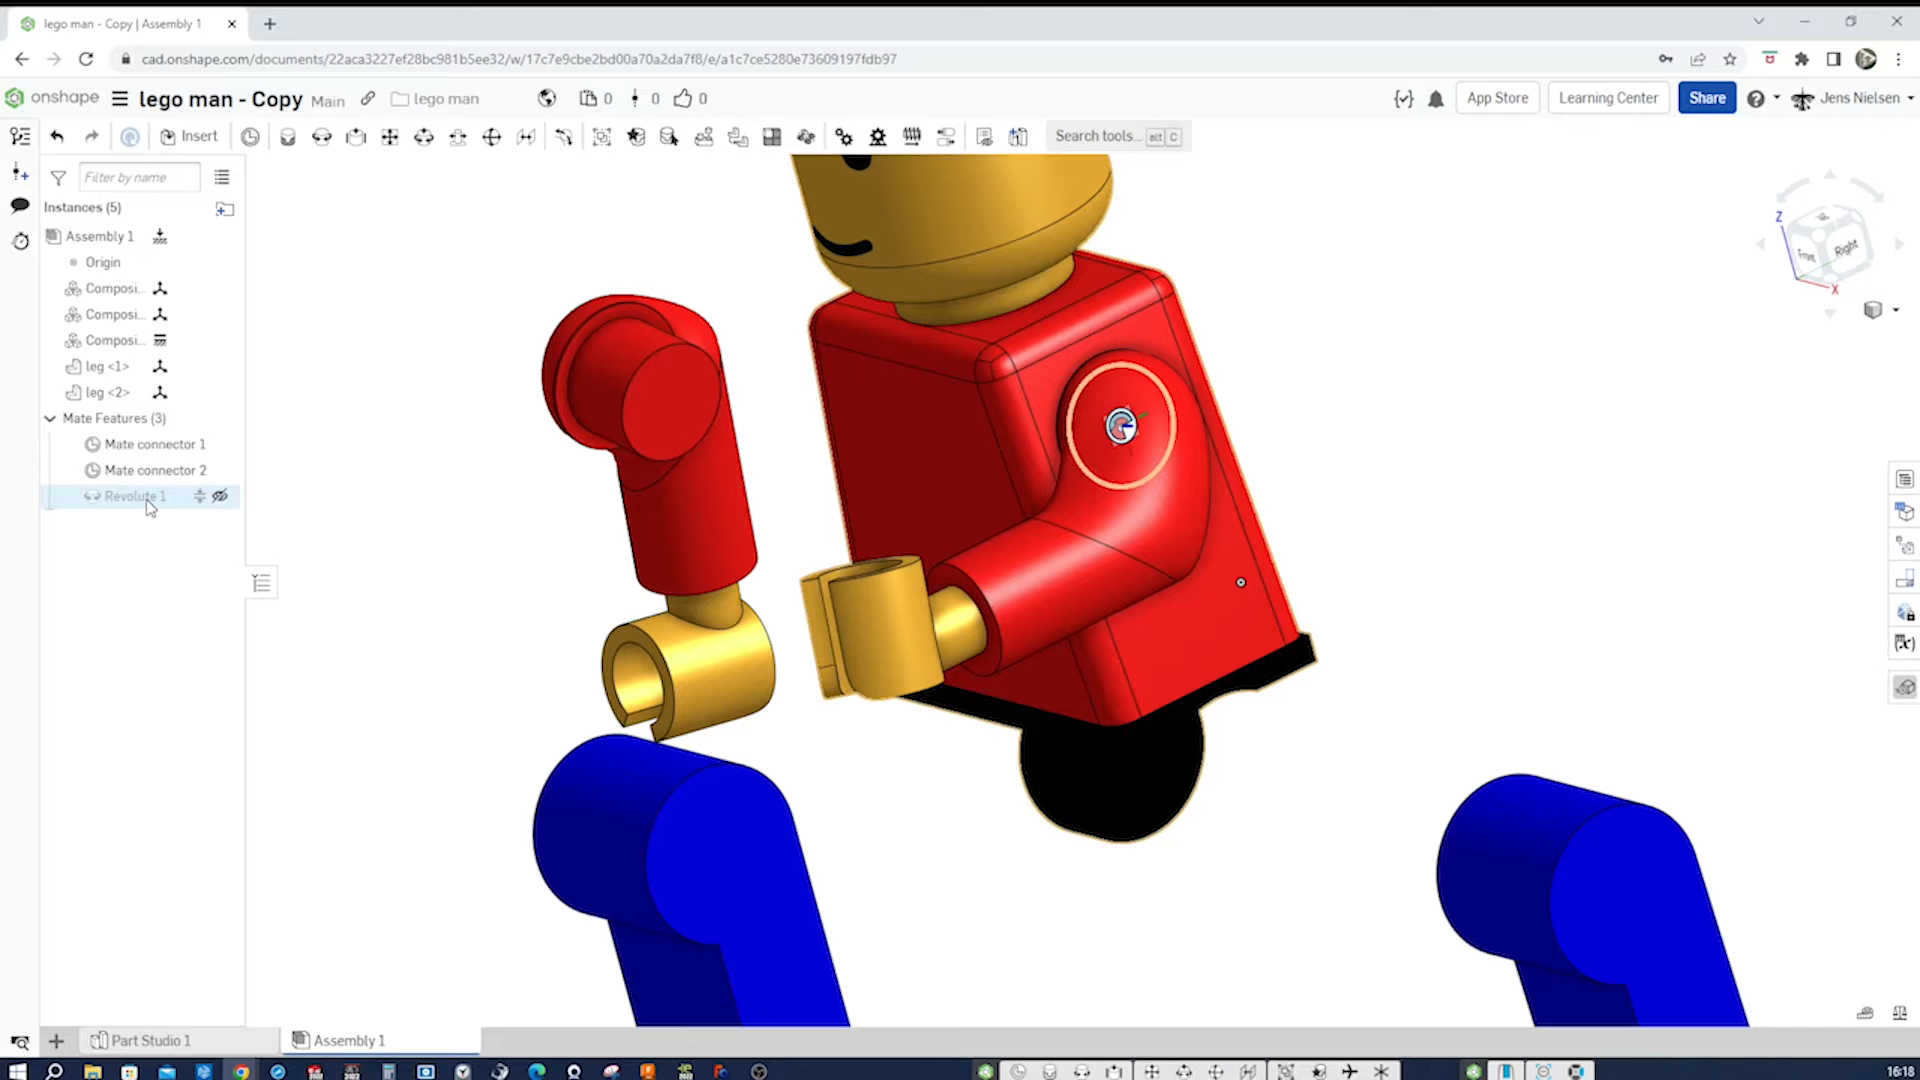 lego man - Copy | Assembly 1
cad.onshape.com/documents/22aca3227ef28bc981b5ee32/w/17c7e9cbe2bd00a70a2da7f8/e/a1c7ce5280e73609197fdb97
onshape lego man - Copy Main lego man 0 0 0 App Store Learning Center Share Jens Nielsen
Insert Search tools... alt C
Filter by name
Instances (5)
Assembly 1
Origin
Composi...
Composi...
Composi...
leg <1>
leg <2>
Mate Features (3)
Mate connector 1
Mate connector 2
Revolute 1
Z
Front Right
X
Part Studio 1 Assembly 1
16:18